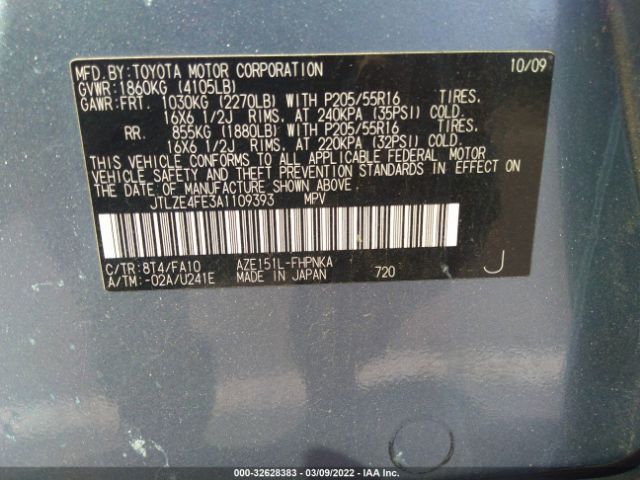 MFD.BY:TOYOTA MOTOR CORPORATION 10/09
GVWR:1860KG (4105LB)
GAWR:FRT. 1030KG (2270LB) WITH P205/55R16 TIRES.
16X6 1/2J RIMS. AT 240KPA (35PSI) COLD.
RR. 855KG (1880LB) WITH P205/55R16 TIRES.
16X6 1/2J RIMS. AT 220KPA (32PSI) COLD.
THIS VEHICLE CONFORMS TO ALL APPLICABLE FEDERAL MOTOR
VEHICLE SAFETY AND THEFT PREVENTION STANDARDS IN EFFECT ON
THE DATE OF MANUFACTURE SHOWN ABOVE.
JTLZE4FE3A1109393 MPV
C/TR:8T4/FA10 AZE151L-FHPNKA
A/TM:-02A/U241E MADE IN JAPAN 720 J
000-32628383 - 03/09/2022 - IAA Inc.